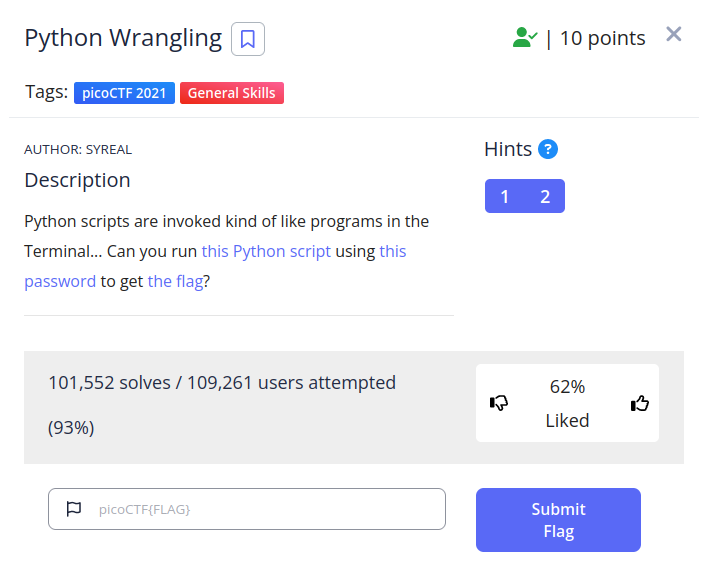 Python Wrangling
| 10 points
Tags: picoCTF 2021 General Skills
AUTHOR: SYREAL
Hints ?
Description
1 2
Python scripts are invoked kind of like programs in the
Terminal... Can you run this Python script using this
password to get the flag?
101,552 solves / 109,261 users attempted
(93%)
62%
Liked
picoCTF{FLAG}
Submit
Flag